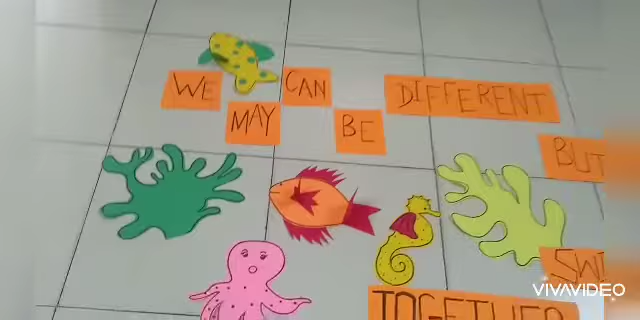 WE CAN DIFFERENT
MAY BE
BUT
TOGETHER
VIVAVIDEO